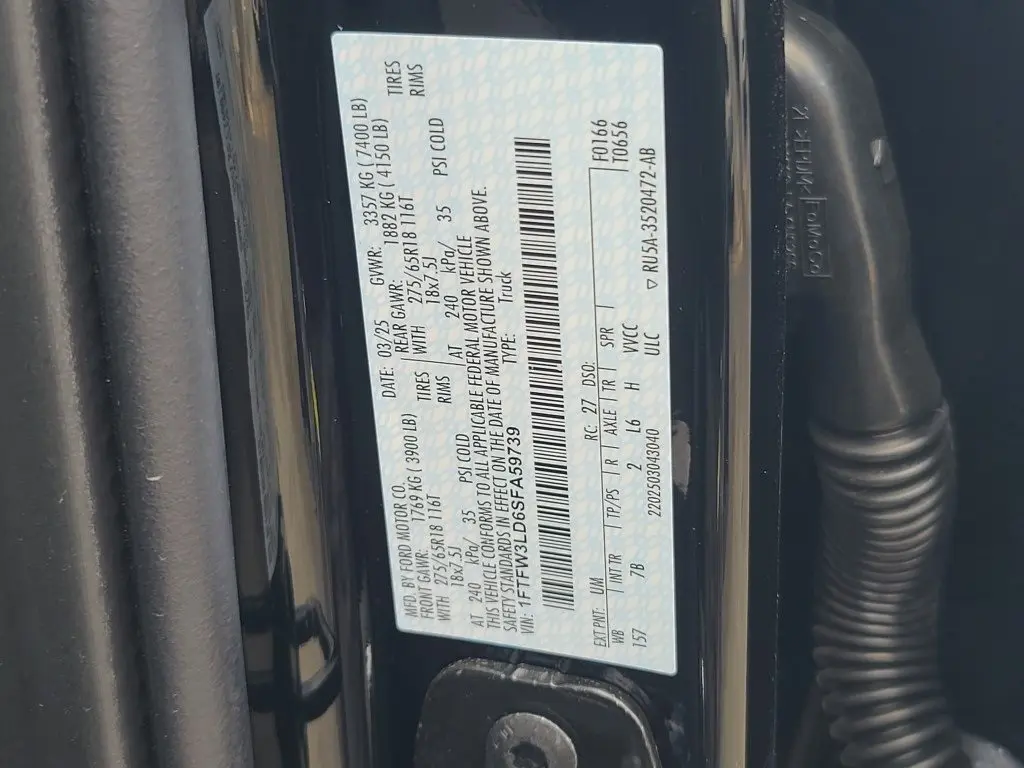 MFD. BY FORD MOTOR CO. DATE: 03/25 GVWR: 3357 KG ( 7400 LB)
FRONT GAWR: 1769 KG ( 3900 LB) REAR GAWR: 1882 KG ( 4150 LB)
WITH 275/65R18 116T TIRES WITH 275/65R18 116T TIRES
18x7.5J RIMS 18x7.5J RIMS
AT 240 kPa/ 35 PSI COLD AT 240 kPa/ 35 PSI COLD
THIS VEHICLE CONFORMS TO ALL APPLICABLE FEDERAL MOTOR VEHICLE
SAFETY STANDARDS IN EFFECT ON THE DATE OF MANUFACTURE SHOWN ABOVE.
VIN: 1FTFW3LD6SFA59739 TYPE: Truck
EXT PNT: UM RC: 27 DSO: F0166
WB INT TR TP/PS R AXLE TR SPR T0656
157 7B 2 L6 H VVCC
2202503043040 ULC
▽ RU5A-3520472-AB
FoMoCo